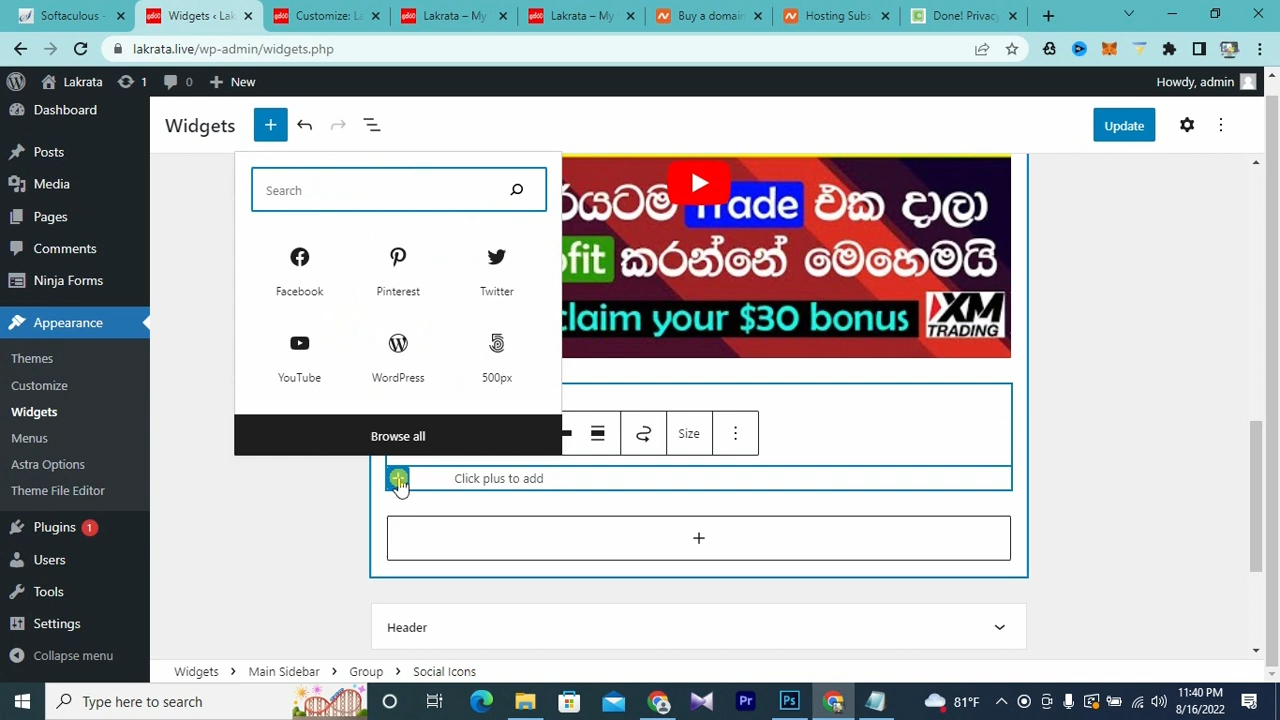 Softaculous -
Widgets ‹ Lak
Customize: La
Lakrata – My
Lakrata – My
Buy a domain
Hosting Subs
Done! Privacy
lakrata.live/wp-admin/widgets.php
Lakrata
1
0
New
Howdy, admin
Dashboard
Posts
Media
Pages
Comments
Ninja Forms
Appearance
Themes
Customize
Widgets
Menus
Astra Options
Theme File Editor
Plugins 1
Users
Tools
Settings
Collapse menu
Widgets
Update
Search
Facebook
Pinterest
Twitter
YouTube
WordPress
500px
Browse all
රියටම Trade එක දාලා
ofit කරන්නේ මෙහෙමයි
claim your $30 bonus
XM
TRADING
Size
Click plus to add
Header
Widgets
Main Sidebar
Group
Social Icons
Type here to search
Pr
Ps
81°F
11:40 PM
8/16/2022